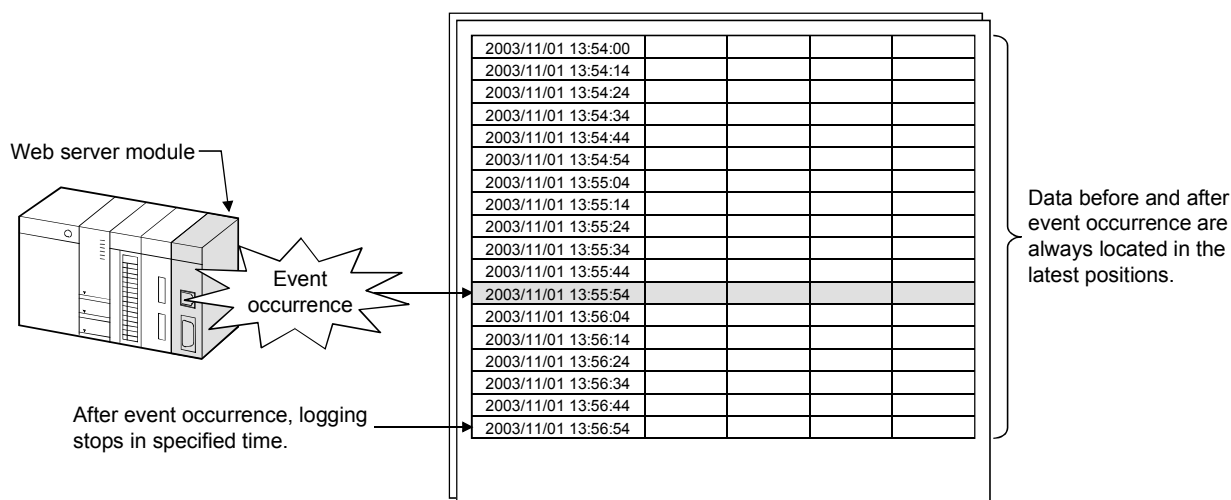 2003/11/01 13:54:00
2003/11/01 13:54:14
2003/11/01 13:54:24
2003/11/01 13:54:34
2003/11/01 13:54:44
2003/11/01 13:54:54
2003/11/01 13:55:04
2003/11/01 13:55:14
2003/11/01 13:55:24
2003/11/01 13:55:34
2003/11/01 13:55:44
2003/11/01 13:55:54
2003/11/01 13:56:04
2003/11/01 13:56:14
2003/11/01 13:56:24
2003/11/01 13:56:34
2003/11/01 13:56:44
2003/11/01 13:56:54
Web server module
Event
occurrence
After event occurrence, logging
stops in specified time.
Data before and after
event occurrence are
always located in the
latest positions.